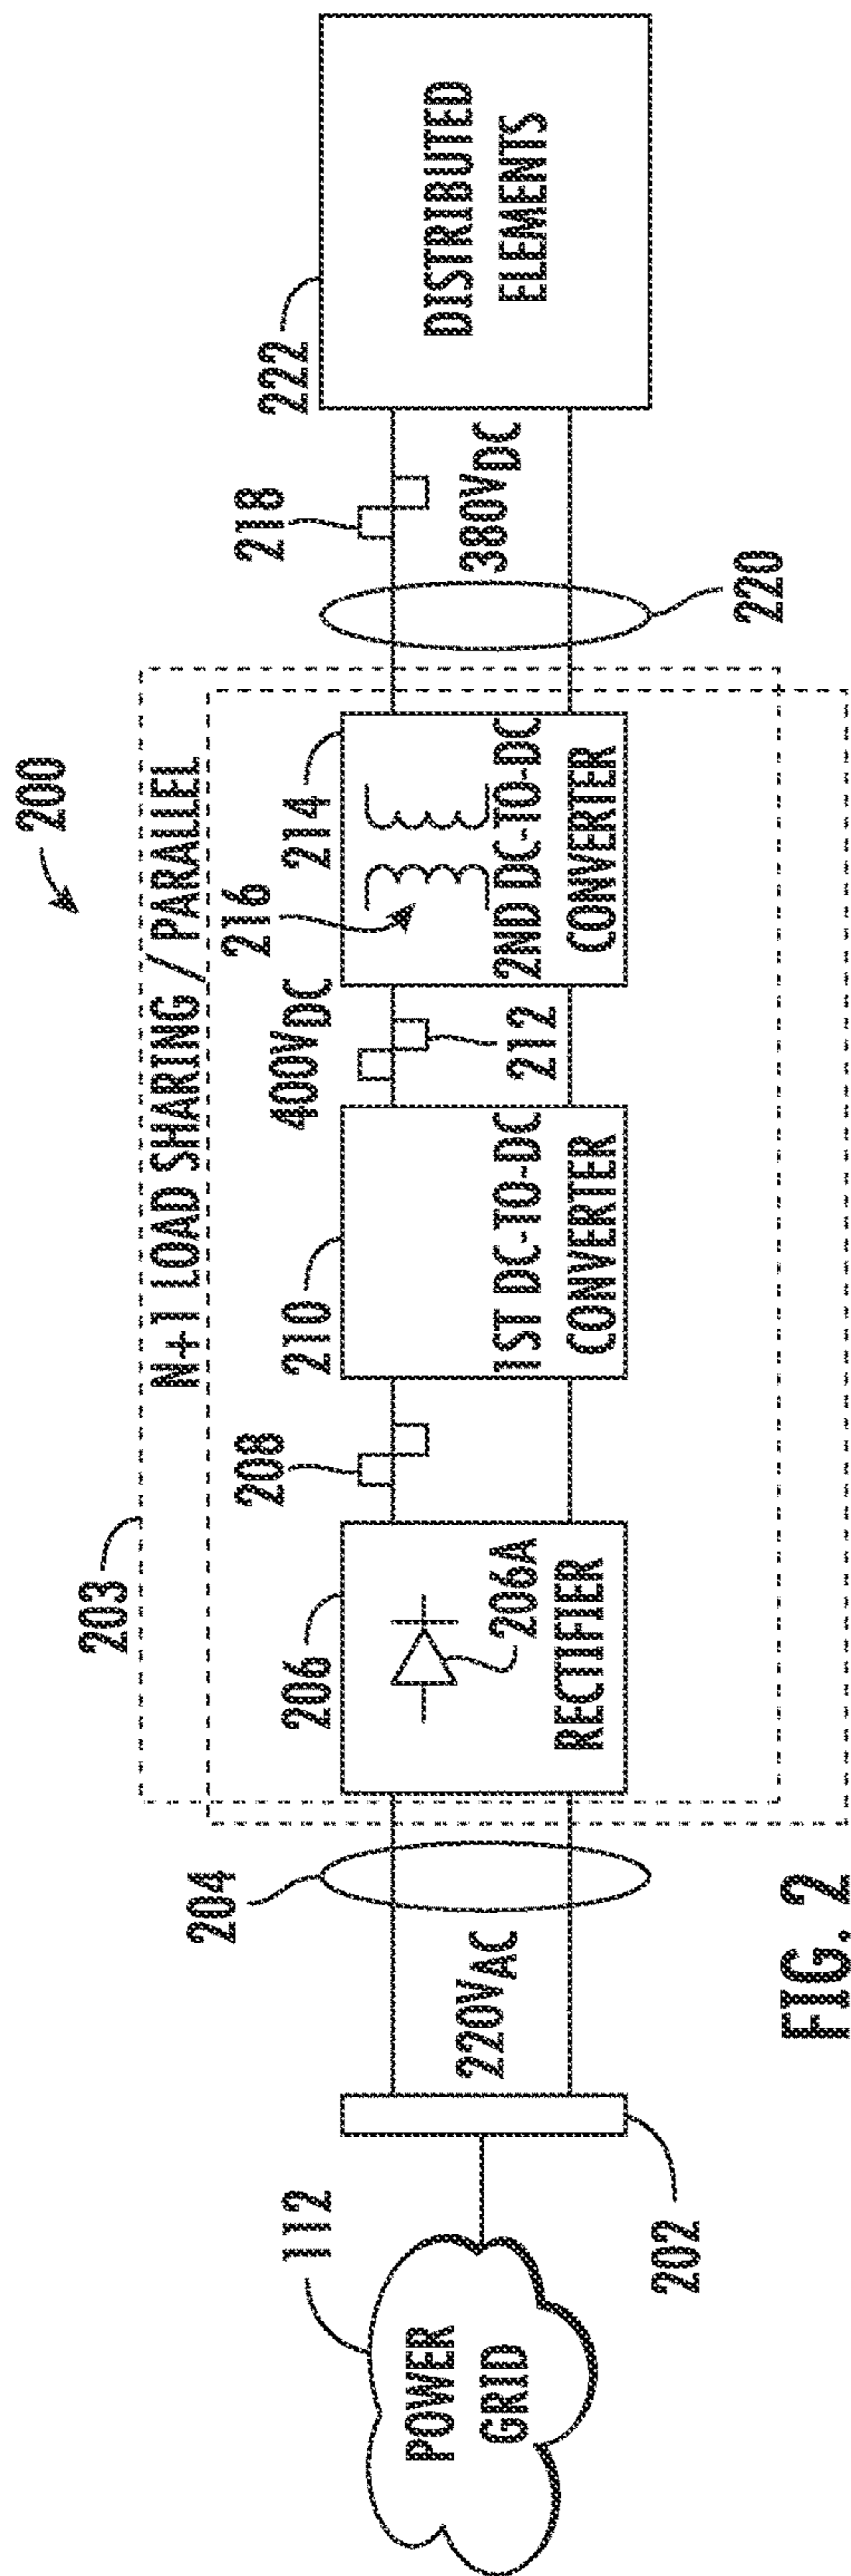 200
203
N+1 LOAD SHARING / PARALLEL
112
POWER
GRID
202
220VAC
204
206
206A
RECTIFIER
208
210
1ST DC-TO-DC
CONVERTER
400VDC
212
216
214
2ND DC-TO-DC
CONVERTER
218
380VDC
220
222
DISTRIBUTED
ELEMENTS
FIG. 2